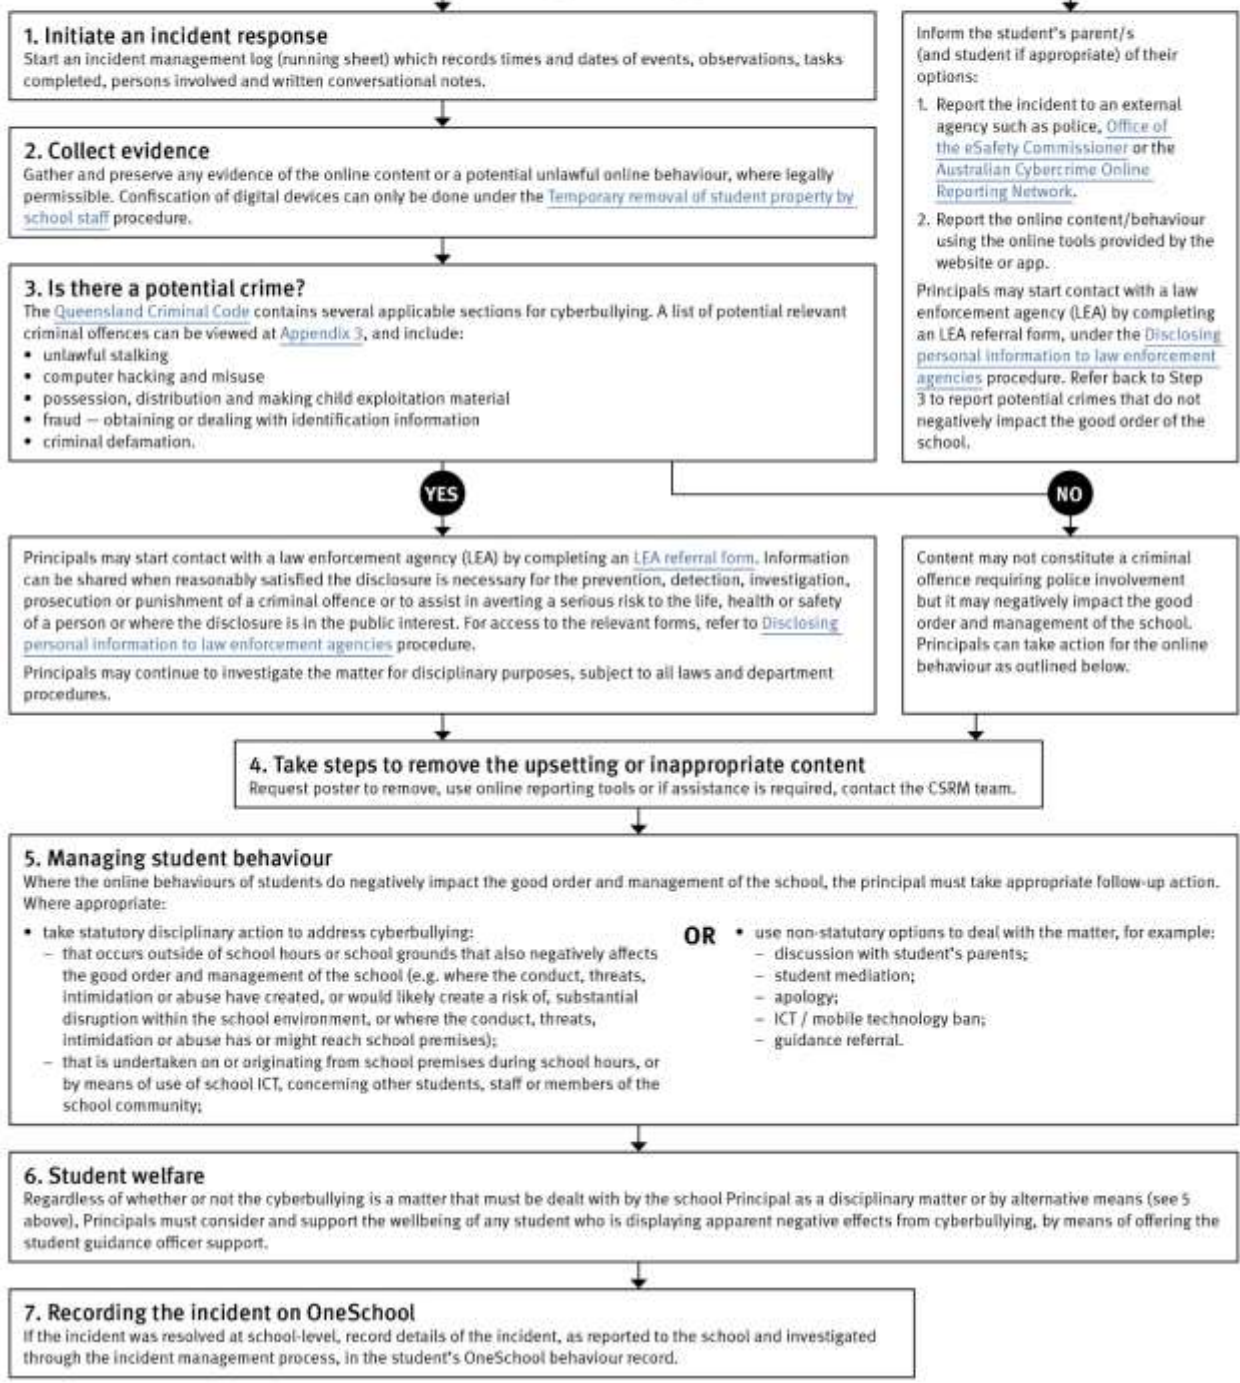 1. Initiate an incident response
Start an incident management log (running sheet) which records times and dates of events, observations, tasks
completed, persons involved and written conversational notes.
2. Collect evidence
Gather and preserve any evidence of the online content or a potential unlawful online behaviour, where legally
permissible. Confiscation of digital devices can only be done under the Temporary removal of student property by
school staff procedure.
3. Is there a potential crime?
The Queensland Criminal Code contains several applicable sections for cyberbullying. A list of potential relevant
criminal offences can be viewed at Appendix 3, and include:
• unlawful stalking
• computer hacking and misuse
• possession, distribution and making child exploitation material
• fraud – obtaining or dealing with identification information
• criminal defamation.
Inform the student's parent/s
(and student if appropriate) of their
options:
1. Report the incident to an external
agency such as police, Office of
the eSafety Commissioner or the
Australian Cybercrime Online
Reporting Network.
2. Report the online content/behaviour
using the online tools provided by the
website or app.
Principals may start contact with a law
enforcement agency (LEA) by completing
an LEA referral form, under the Disclosing
personal information to law enforcement
agencies procedure. Refer back to Step
3 to report potential crimes that do not
negatively impact the good order of the
school.
YES
NO
Principals may start contact with a law enforcement agency (LEA) by completing an LEA referral form. Information
can be shared when reasonably satisfied the disclosure is necessary for the prevention, detection, investigation,
prosecution or punishment of a criminal offence or to assist in averting a serious risk to the life, health or safety
of a person or where the disclosure is in the public interest. For access to the relevant forms, refer to Disclosing
personal information to law enforcement agencies procedure.
Principals may continue to investigate the matter for disciplinary purposes, subject to all laws and department
procedures.
Content may not constitute a criminal
offence requiring police involvement
but it may negatively impact the good
order and management of the school.
Principals can take action for the online
behaviour as outlined below.
4. Take steps to remove the upsetting or inappropriate content
Request poster to remove, use online reporting tools or if assistance is required, contact the CSRM team.
5. Managing student behaviour
Where the online behaviours of students do negatively impact the good order and management of the school, the principal must take appropriate follow-up action.
Where appropriate:
• take statutory disciplinary action to address cyberbullying:
– that occurs outside of school hours or school grounds that also negatively affects
the good order and management of the school (e.g. where the conduct, threats,
intimidation or abuse have created, or would likely create a risk of, substantial
disruption within the school environment, or where the conduct, threats,
intimidation or abuse has or might reach school premises);
– that is undertaken on or originating from school premises during school hours, or
by means of use of school ICT, concerning other students, staff or members of the
school community;
OR
• use non-statutory options to deal with the matter, for example:
– discussion with student's parents;
– student mediation;
– apology;
– ICT / mobile technology ban;
– guidance referral.
6. Student welfare
Regardless of whether or not the cyberbullying is a matter that must be dealt with by the school Principal as a disciplinary matter or by alternative means (see 5
above), Principals must consider and support the wellbeing of any student who is displaying apparent negative effects from cyberbullying, by means of offering the
student guidance officer support.
7. Recording the incident on OneSchool
If the incident was resolved at school-level, record details of the incident, as reported to the school and investigated
through the incident management process, in the student's OneSchool behaviour record.